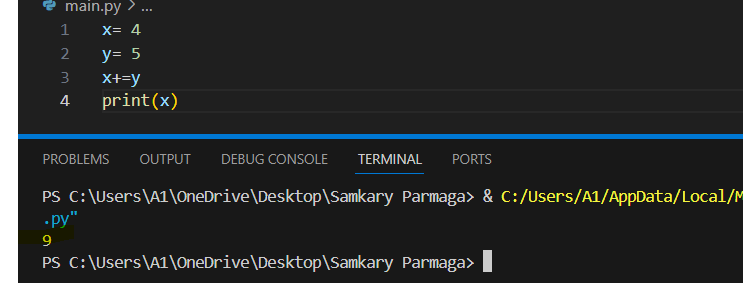 main.py > ...
1 x= 4
2 y= 5
3 x+=y
4 print(x)
PROBLEMS OUTPUT DEBUG CONSOLE TERMINAL PORTS
PS C:\Users\A1\OneDrive\Desktop\Samkary Parmaga> & C:/Users/A1/AppData/Local/M
.py"
9
PS C:\Users\A1\OneDrive\Desktop\Samkary Parmaga>